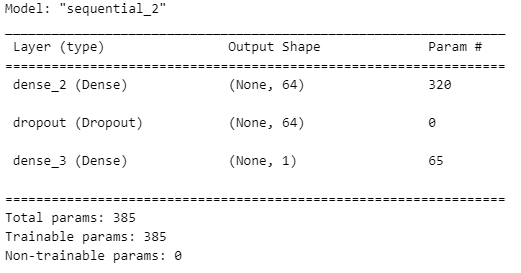 Model: "sequential_2"
_________________________________________________________________
Layer (type) Output Shape Param #
=================================================================
dense_2 (Dense) (None, 64) 320
dropout (Dropout) (None, 64) 0
dense_3 (Dense) (None, 1) 65
=================================================================
Total params: 385
Trainable params: 385
Non-trainable params: 0